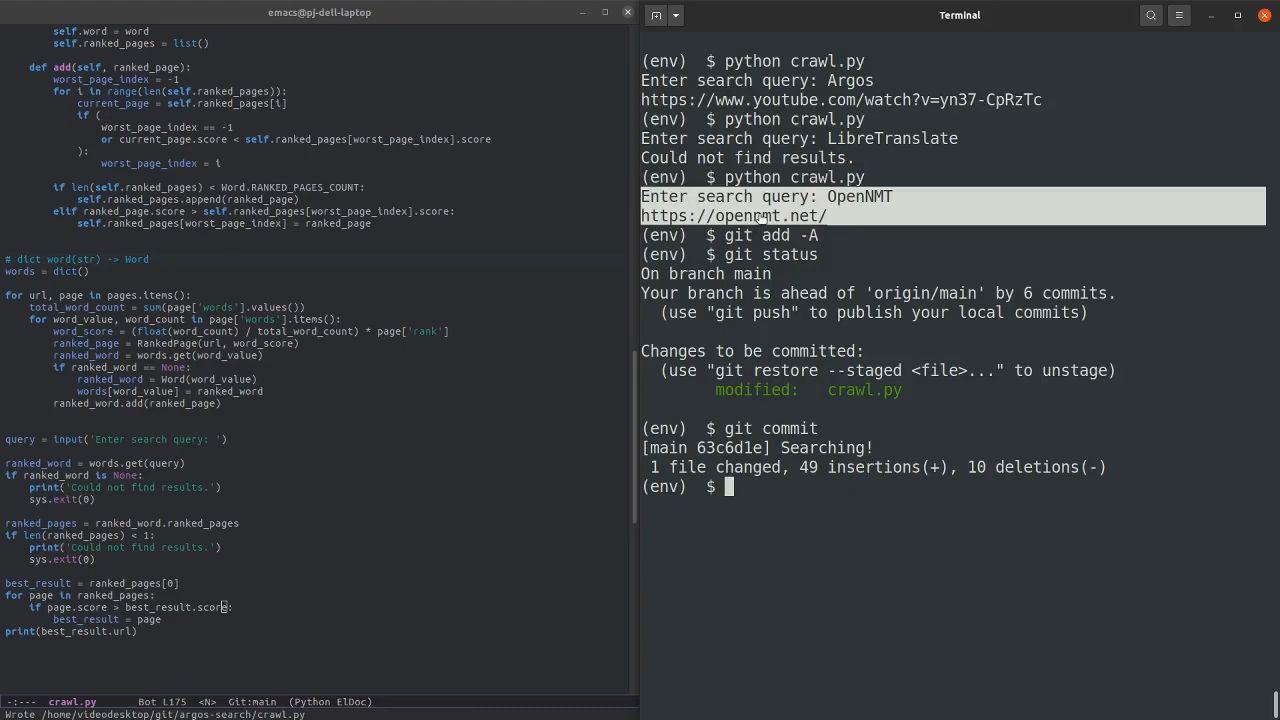 emacs@pj-dell-laptop
self.word = word
self.ranked_pages = list()
def add(self, ranked_page):
worst_page_index = -1
for i in range(len(self.ranked_pages)):
current_page = self.ranked_pages[i]
if (
worst_page_index == -1
or current_page.score < self.ranked_pages[worst_page_index].score
):
worst_page_index = i
if len(self.ranked_pages) < Word.RANKED_PAGES_COUNT:
self.ranked_pages.append(ranked_page)
elif ranked_page.score > self.ranked_pages[worst_page_index].score:
self.ranked_pages[worst_page_index] = ranked_page
# dict word(str) -> Word
words = dict()
for url, page in pages.items():
total_word_count = sum(page['words'].values())
for word_value, word_count in page['words'].items():
word_score = (float(word_count) / total_word_count) * page['rank']
ranked_page = RankedPage(url, word_score)
ranked_word = words.get(word_value)
if ranked_word == None:
ranked_word = Word(word_value)
words[word_value] = ranked_word
ranked_word.add(ranked_page)
query = input('Enter search query: ')
ranked_word = words.get(query)
if ranked_word is None:
print('Could not find results.')
sys.exit(0)
ranked_pages = ranked_word.ranked_pages
if len(ranked_pages) < 1:
print('Could not find results.')
sys.exit(0)
best_result = ranked_pages[0]
for page in ranked_pages:
if page.score > best_result.score:
best_result = page
print(best_result.url)
-:--- crawl.py Bot L175 <N> Git:main (Python ElDoc)
Wrote /home/videodesktop/git/argos-search/crawl.py
Terminal
(env) $ python crawl.py
Enter search query: Argos
https://www.youtube.com/watch?v=yn37-CpRzTc
(env) $ python crawl.py
Enter search query: LibreTranslate
Could not find results.
(env) $ python crawl.py
Enter search query: OpenNMT
https://opennmt.net/
(env) $ git add -A
(env) $ git status
On branch main
Your branch is ahead of 'origin/main' by 6 commits.
(use "git push" to publish your local commits)
Changes to be committed:
(use "git restore --staged <file>..." to unstage)
modified: crawl.py
(env) $ git commit
[main 63c6d1e] Searching!
1 file changed, 49 insertions(+), 10 deletions(-)
(env) $